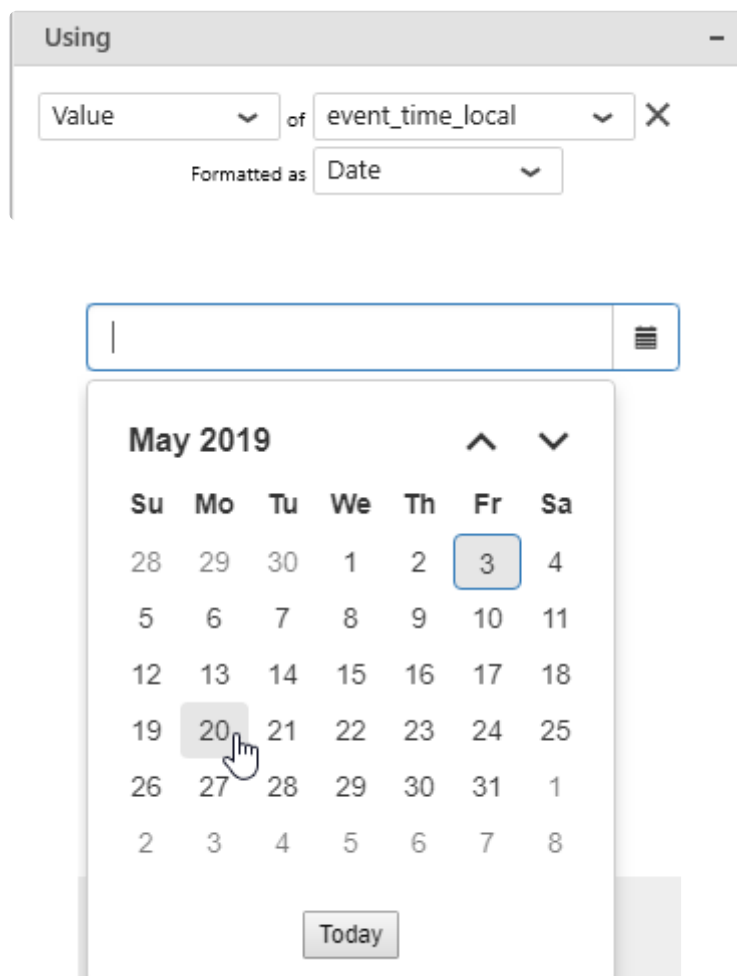 Using
Value of event_time_local
Formatted as Date
May 2019
Su Mo Tu We Th Fr Sa
28 29 30 1 2 3 4
5 6 7 8 9 10 11
12 13 14 15 16 17 18
19 20 21 22 23 24 25
26 27 28 29 30 31 1
2 3 4 5 6 7 8
Today